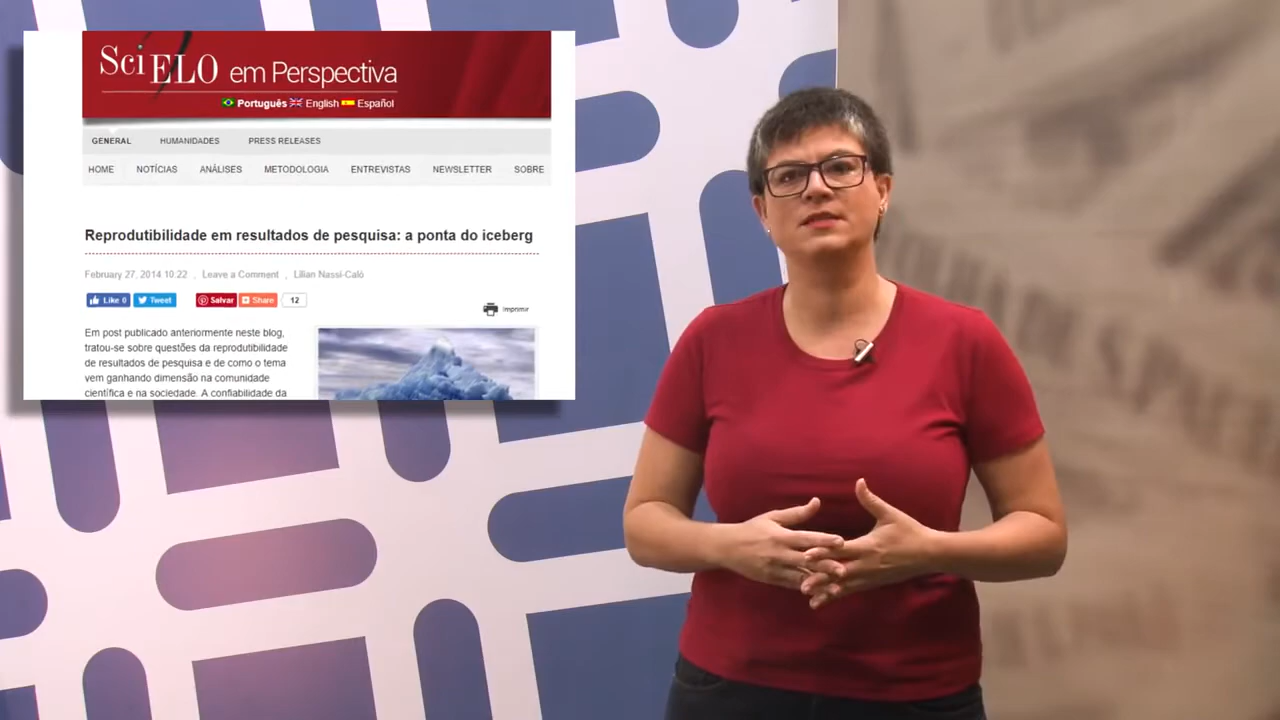 SciELO em Perspectiva
Português English Español
GENERAL HUMANIDADES PRESS RELEASES
HOME NOTÍCIAS ANÁLISES METODOLOGIA ENTREVISTAS NEWSLETTER SOBRE
Reprodutibilidade em resultados de pesquisa: a ponta do iceberg
February 27, 2014 10:22 , Leave a Comment , Lilian Nassi-Calò
Like 0 Tweet Salvar Share 12
Imprimir
Em post publicado anteriormente neste blog,
tratou-se sobre questões da reprodutibilidade
de resultados de pesquisa e de como o tema
vem ganhando dimensão na comunidade
científica e na sociedade. A confiabilidade da